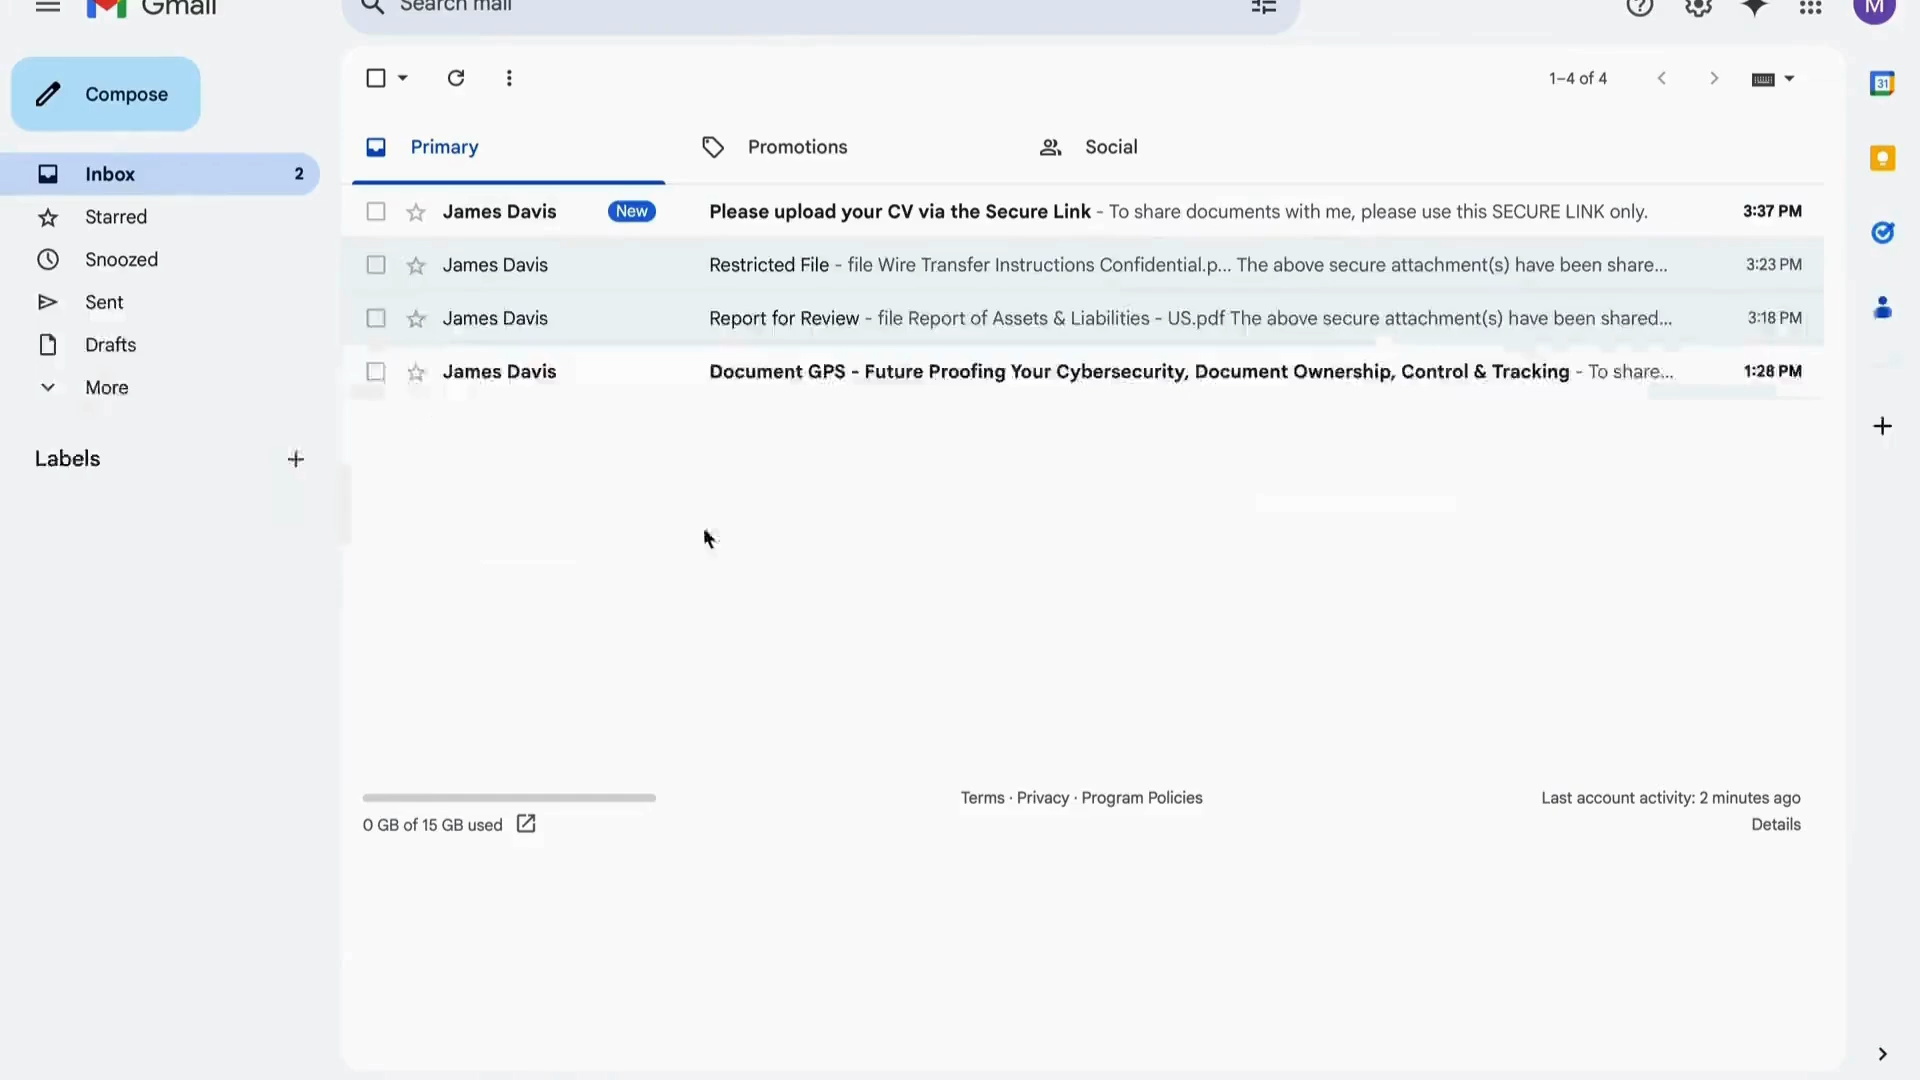 Gmail
Search mail
M
Compose
1–4 of 4
31
Primary
Promotions
Social
Inbox
2
Starred
Snoozed
Sent
Drafts
More
Labels
James Davis New Please upload your CV via the Secure Link - To share documents with me, please use this SECURE LINK only. 3:37 PM
James Davis Restricted File - file Wire Transfer Instructions Confidential.p... The above secure attachment(s) have been share... 3:23 PM
James Davis Report for Review - file Report of Assets & Liabilities - US.pdf The above secure attachment(s) have been shared... 3:18 PM
James Davis Document GPS - Future Proofing Your Cybersecurity, Document Ownership, Control & Tracking - To share... 1:28 PM
0 GB of 15 GB used
Terms · Privacy · Program Policies
Last account activity: 2 minutes ago
Details